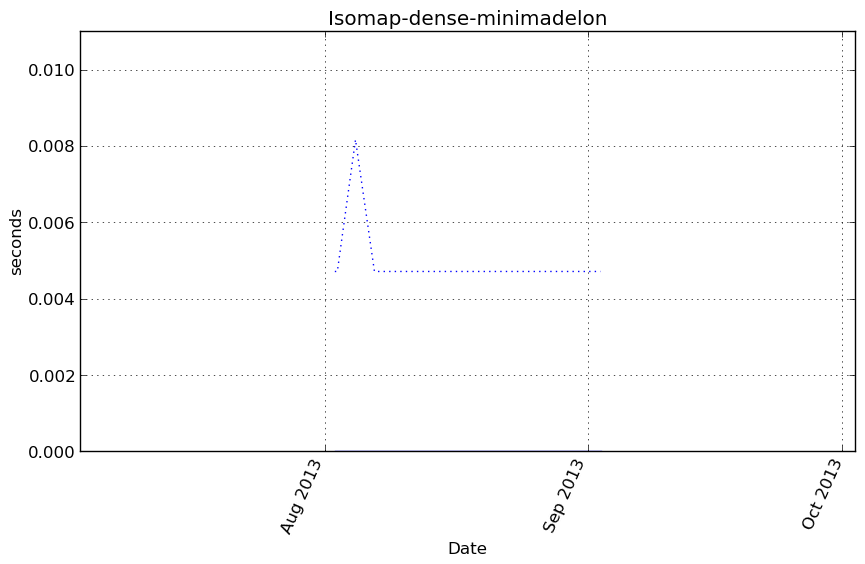 Isomap-dense-minimadelon
0.010
0.008
0.006
0.004
0.002
0.000
seconds
Aug 2013
Sep 2013
Oct 2013
Date